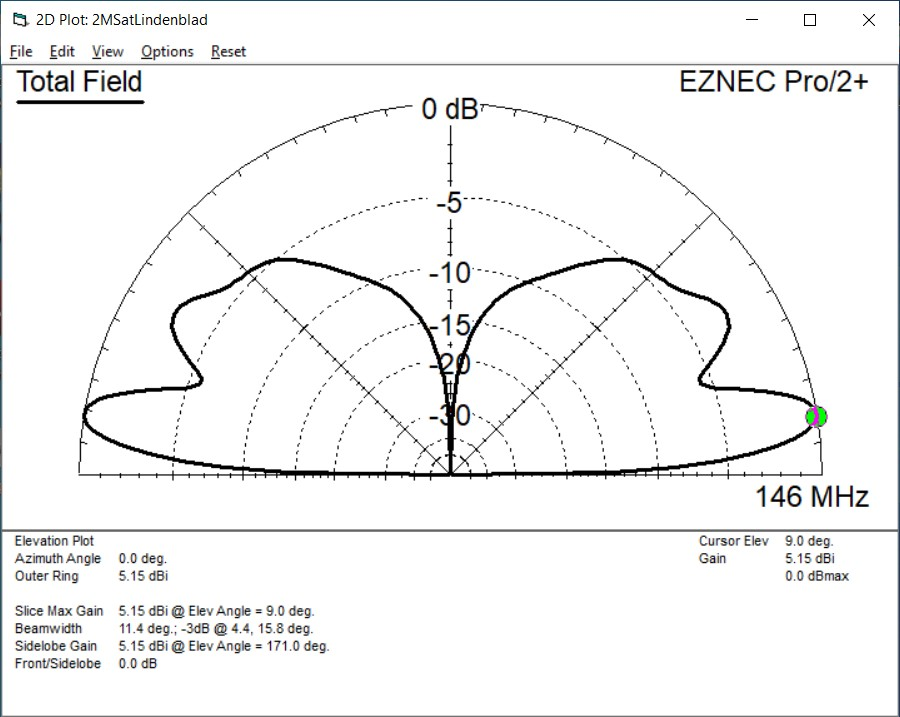 2D Plot: 2MSatLindenblad
File Edit View Options Reset
Total Field
EZNEC Pro/2+
0 dB
-5
-10
-15
-20
-30
146 MHz
Elevation Plot
Cursor Elev 9.0 deg.
Azimuth Angle 0.0 deg.
Gain 5.15 dBi
Outer Ring 5.15 dBi
0.0 dBmax
Slice Max Gain 5.15 dBi @ Elev Angle = 9.0 deg.
Beamwidth 11.4 deg.; -3dB @ 4.4, 15.8 deg.
Sidelobe Gain 5.15 dBi @ Elev Angle = 171.0 deg.
Front/Sidelobe 0.0 dB